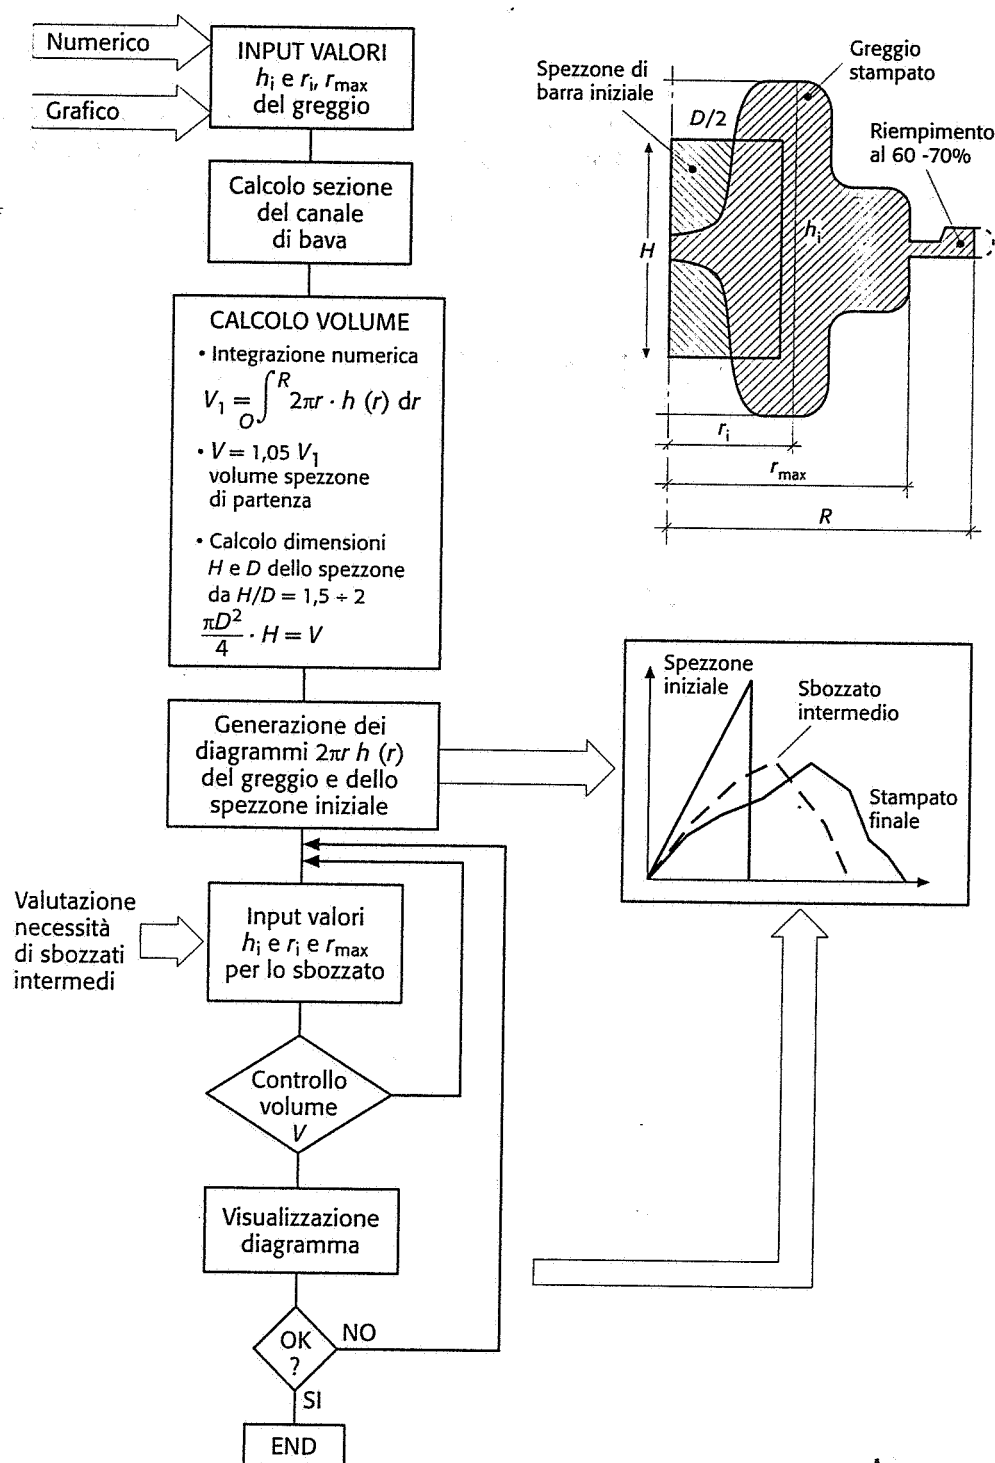 Numerico
Grafico
INPUT VALORI
hᵢ e rᵢ, rmax
del greggio
Calcolo sezione
del canale
di bava
CALCOLO VOLUME
• Integrazione numerica
V₁ = ∫ O R 2πr · h (r) dr
• V = 1,05 V₁
volume spezzone
di partenza
• Calcolo dimensioni
H e D dello spezzone
da H/D = 1,5 ÷ 2
πD²/4 · H = V
Generazione dei
diagrammi 2πr h (r)
del greggio e dello
spezzone iniziale
Valutazione
necessità
di sbozzati
intermedi
Input valori
hᵢ e rᵢ e rmax
per lo sbozzato
Controllo
volume
V
Visualizzazione
diagramma
OK
?
NO
SI
END
Spezzone di
barra iniziale
Greggio
stampato
D/2
Riempimento
al 60 -70%
H
hᵢ
rᵢ
rmax
R
Spezzone
iniziale
Sbozzato
intermedio
Stampato
finale